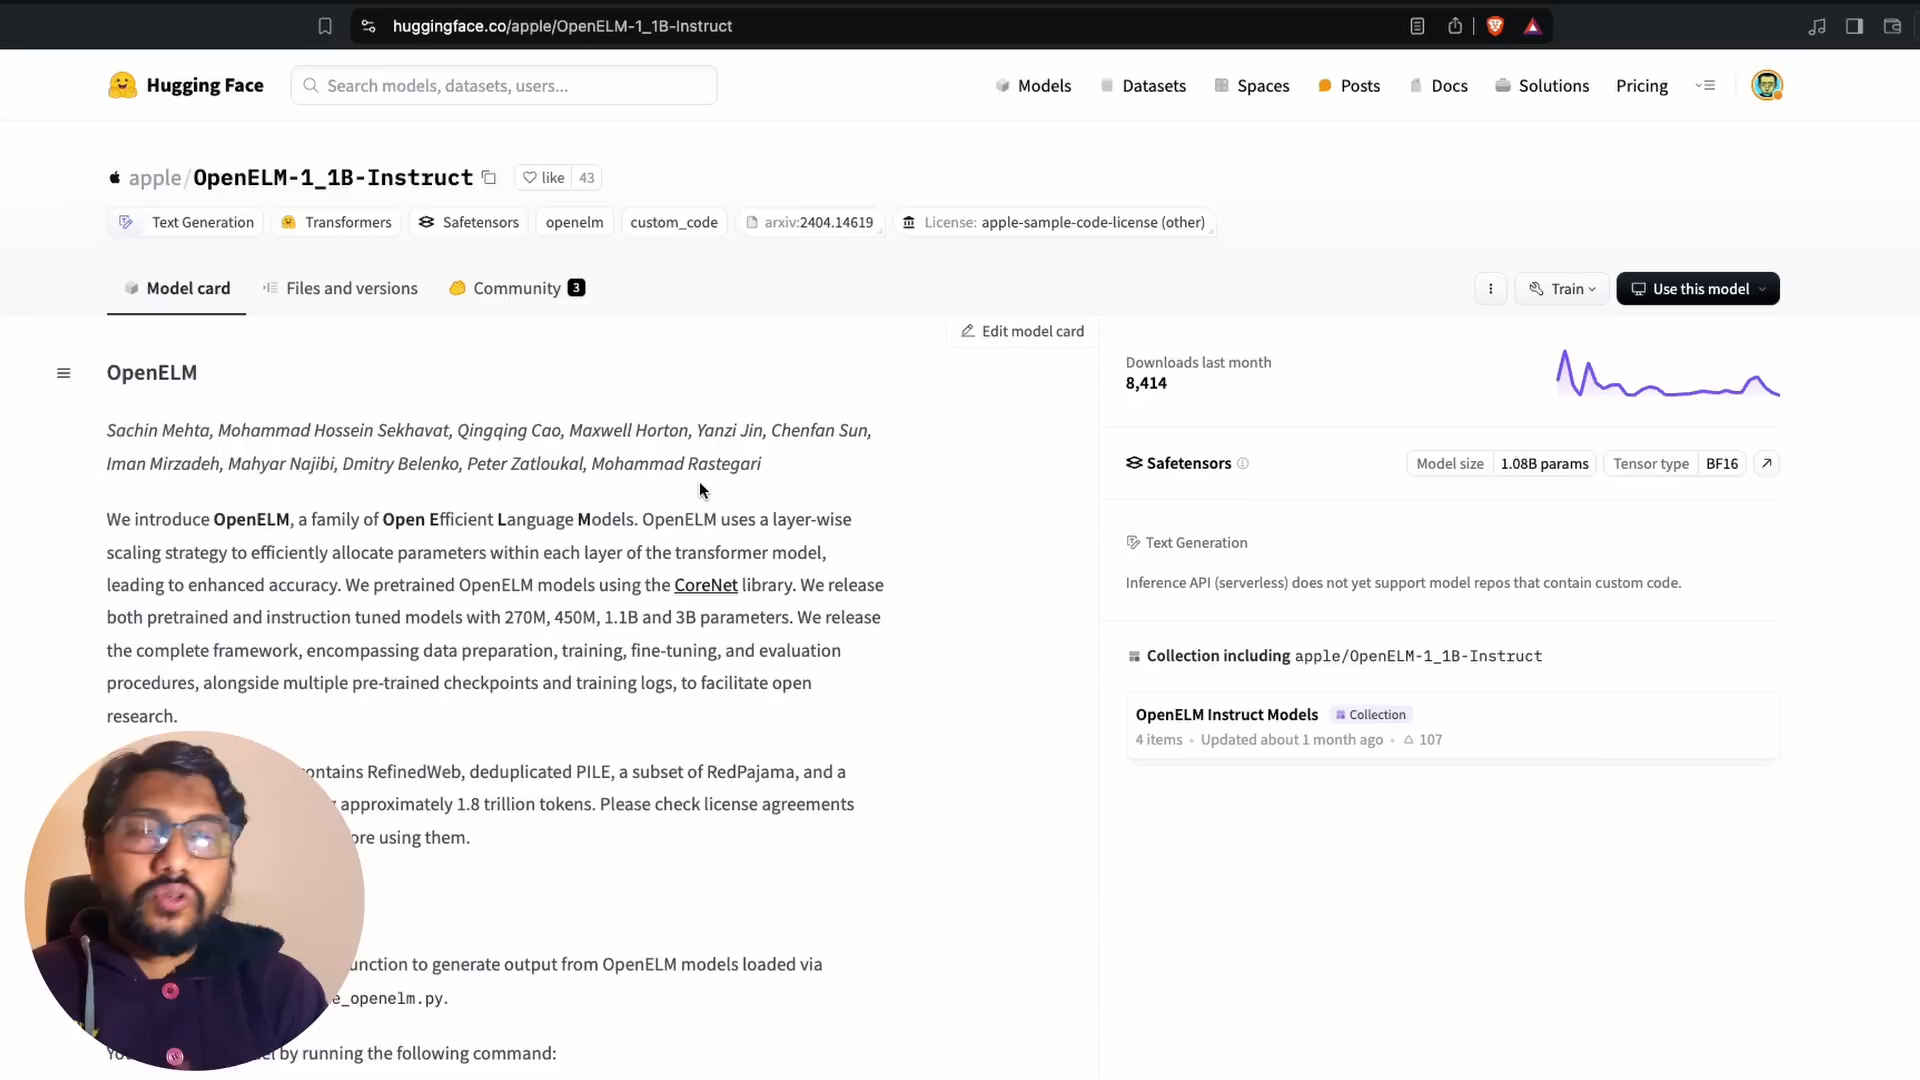 huggingface.co/apple/OpenELM-1_1B-Instruct
Hugging Face
Search models, datasets, users...
Models
Datasets
Spaces
Posts
Docs
Solutions
Pricing
apple/OpenELM-1_1B-Instruct
like 43
Text Generation
Transformers
Safetensors
openelm
custom_code
arxiv:2404.14619
License: apple-sample-code-license (other)
Model card
Files and versions
Community 3
Train
Use this model
Edit model card
OpenELM
Sachin Mehta, Mohammad Hossein Sekhavat, Qingqing Cao, Maxwell Horton, Yanzi Jin, Chenfan Sun,
Iman Mirzadeh, Mahyar Najibi, Dmitry Belenko, Peter Zatloukal, Mohammad Rastegari
We introduce OpenELM, a family of Open Efficient Language Models. OpenELM uses a layer-wise
scaling strategy to efficiently allocate parameters within each layer of the transformer model,
leading to enhanced accuracy. We pretrained OpenELM models using the CoreNet library. We release
both pretrained and instruction tuned models with 270M, 450M, 1.1B and 3B parameters. We release
the complete framework, encompassing data preparation, training, fine-tuning, and evaluation
procedures, alongside multiple pre-trained checkpoints and training logs, to facilitate open
research.
contains RefinedWeb, deduplicated PILE, a subset of RedPajama, and a
approximately 1.8 trillion tokens. Please check license agreements
using them.
to generate output from OpenELM models loaded via
e_openelm.py.
by running the following command:
Downloads last month
8,414
Safetensors
Model size 1.08B params
Tensor type BF16
Text Generation
Inference API (serverless) does not yet support model repos that contain custom code.
Collection including apple/OpenELM-1_1B-Instruct
OpenELM Instruct Models Collection
4 items • Updated about 1 month ago • 107